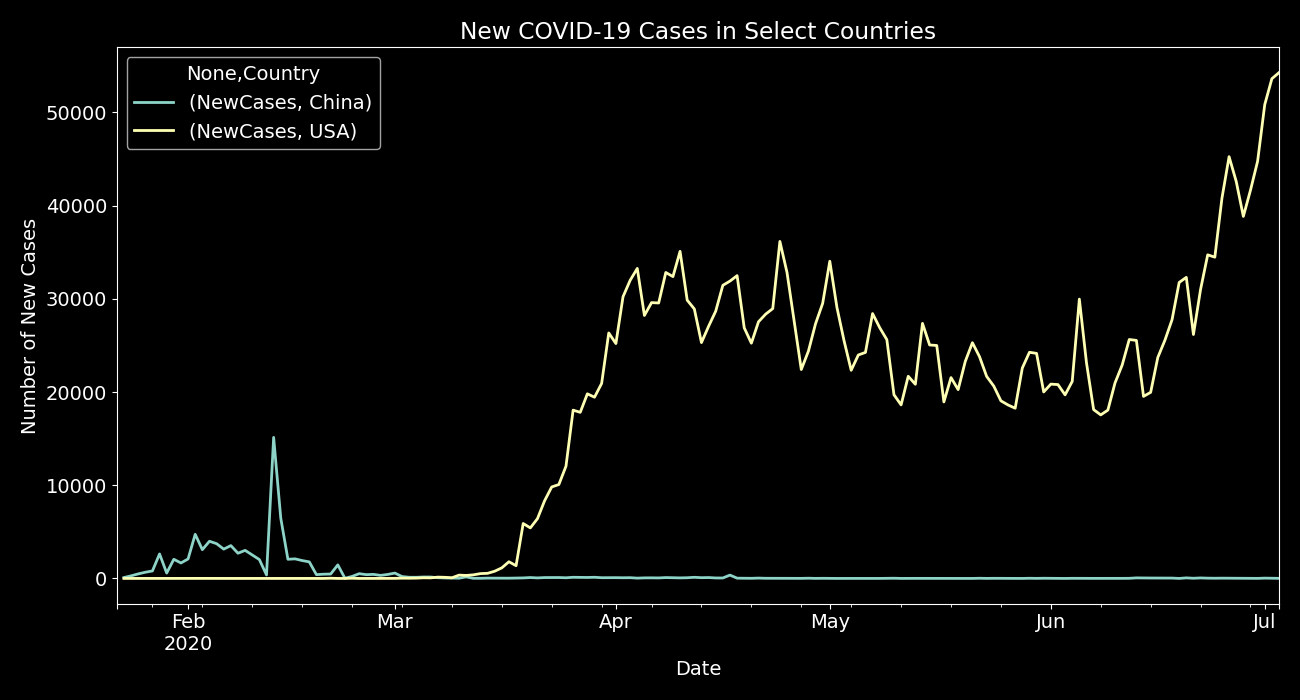 New COVID-19 Cases in Select Countries
None,Country
(NewCases, China)
(NewCases, USA)
Number of New Cases
50000
40000
30000
20000
10000
0
Feb
2020
Mar
Apr
May
Jun
Jul
Date